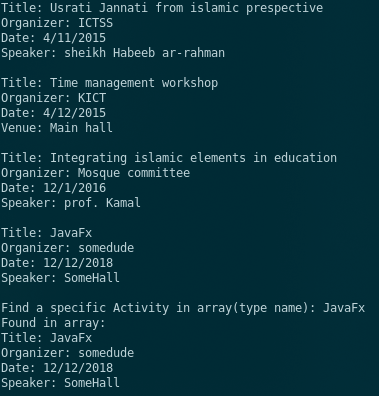 Title: Usrati Jannati from islamic prespective
Organizer: ICTSS
Date: 4/11/2015
Speaker: sheikh Habeeb ar-rahman
Title: Time management workshop
Organizer: KICT
Date: 4/12/2015
Venue: Main hall
Title: Integrating islamic elements in education
Organizer: Mosque committee
Date: 12/1/2016
Speaker: prof. Kamal
Title: JavaFx
Organizer: somedude
Date: 12/12/2018
Speaker: SomeHall
Find a specific Activity in array(type name): JavaFx
Found in array:
Title: JavaFx
Organizer: somedude
Date: 12/12/2018
Speaker: SomeHall